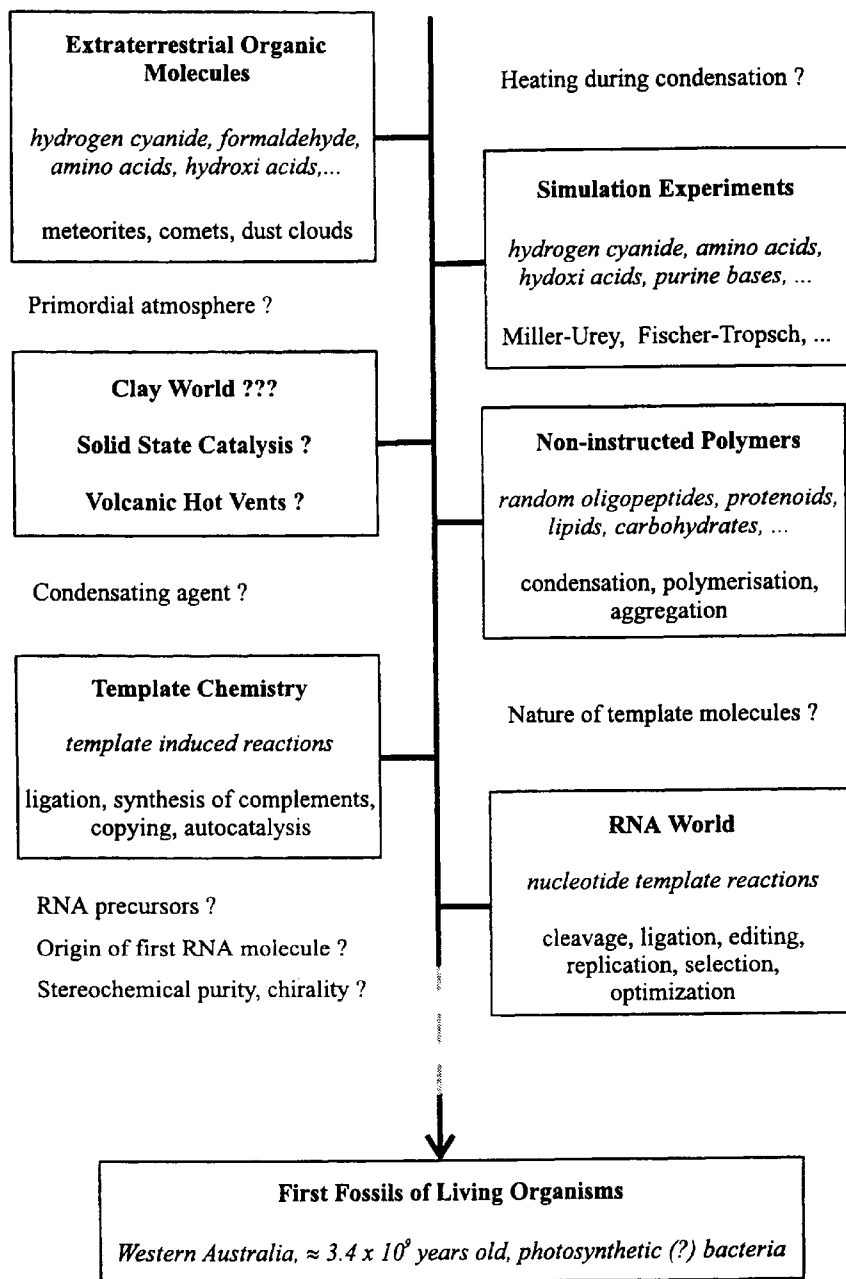 Extraterrestrial Organic
Molecules
hydrogen cyanide, formaldehyde,
amino acids, hydroxi acids,...
meteorites, comets, dust clouds
Heating during condensation ?
Simulation Experiments
hydrogen cyanide, amino acids,
hydoxi acids, purine bases, ...
Miller-Urey, Fischer-Tropsch, ...
Primordial atmosphere ?
Clay World ???
Solid State Catalysis ?
Volcanic Hot Vents ?
Non-instructed Polymers
random oligopeptides, protenoids,
lipids, carbohydrates, ...
condensation, polymerisation,
aggregation
Condensating agent ?
Template Chemistry
template induced reactions
ligation, synthesis of complements,
copying, autocatalysis
Nature of template molecules ?
RNA World
nucleotide template reactions
cleavage, ligation, editing,
replication, selection,
optimization
RNA precursors ?
Origin of first RNA molecule ?
Stereochemical purity, chirality ?
First Fossils of Living Organisms
Western Australia, ≈ 3.4 x 10⁹ years old, photosynthetic (?) bacteria